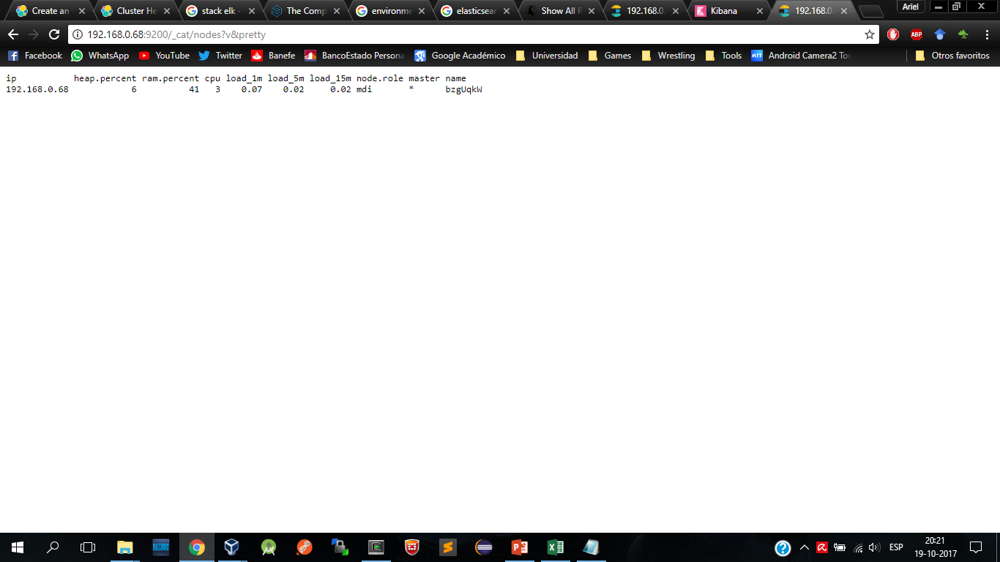 Create an
Cluster He
stack elk -
The Comp
environme
elasticsear
Show All R
192.168.0.
Kibana
192.168.0.
Ariel
192.168.0.68:9200/_cat/nodes?v&pretty
ABP
Facebook WhatsApp YouTube Twitter Banefe BancoEstado Persona Google Académico Universidad Games Wrestling Tools MTT Android Camera2 Tou Otros favoritos
ip heap.percent ram.percent cpu load_1m load_5m load_15m node.role master name
192.168.0.68 6 41 3 0.07 0.02 0.02 mdi * bzgUqkW
ESP
20:21
19-10-2017